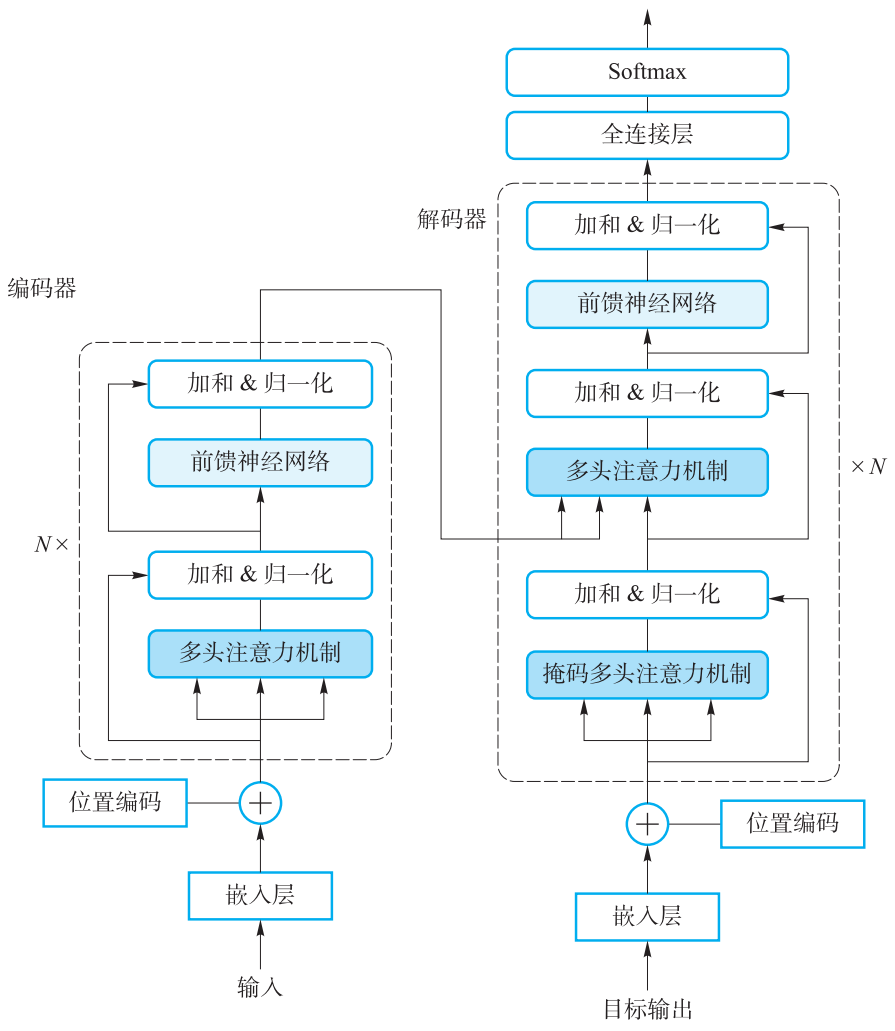 Softmax
全连接层
解码器
加和 & 归一化
前馈神经网络
加和 & 归一化
多头注意力机制
×N
加和 & 归一化
掩码多头注意力机制
位置编码
嵌入层
目标输出
编码器
加和 & 归一化
前馈神经网络
N×
加和 & 归一化
多头注意力机制
位置编码
嵌入层
输入